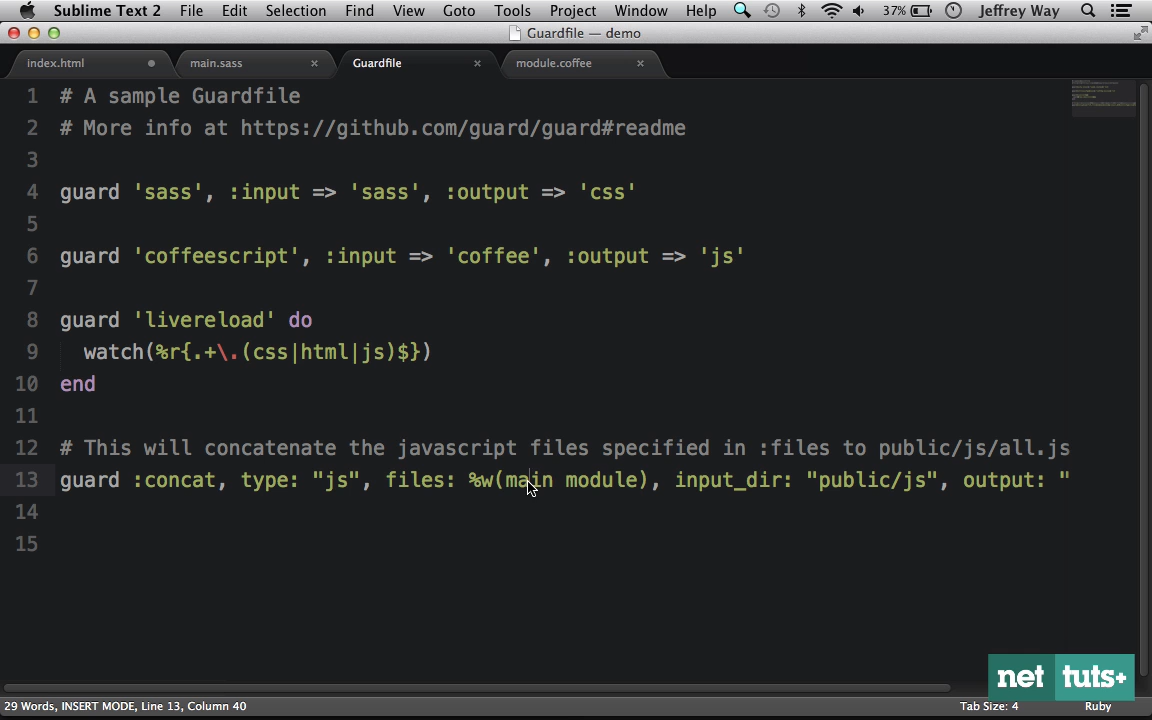 Sublime Text 2 File Edit Selection Find View Goto Tools Project Window Help 37% Jeffrey Way
Guardfile — demo
index.html main.sass Guardfile module.coffee
1 # A sample Guardfile
2 # More info at https://github.com/guard/guard#readme
3
4 guard 'sass', :input => 'sass', :output => 'css'
5
6 guard 'coffeescript', :input => 'coffee', :output => 'js'
7
8 guard 'livereload' do
9 watch(%r{.+\.(css|html|js)$})
10 end
11
12 # This will concatenate the javascript files specified in :files to public/js/all.js
13 guard :concat, type: "js", files: %w(main module), input_dir: "public/js", output: "
14
15
net tuts+
29 Words, INSERT MODE, Line 13, Column 40 Tab Size: 4 Ruby